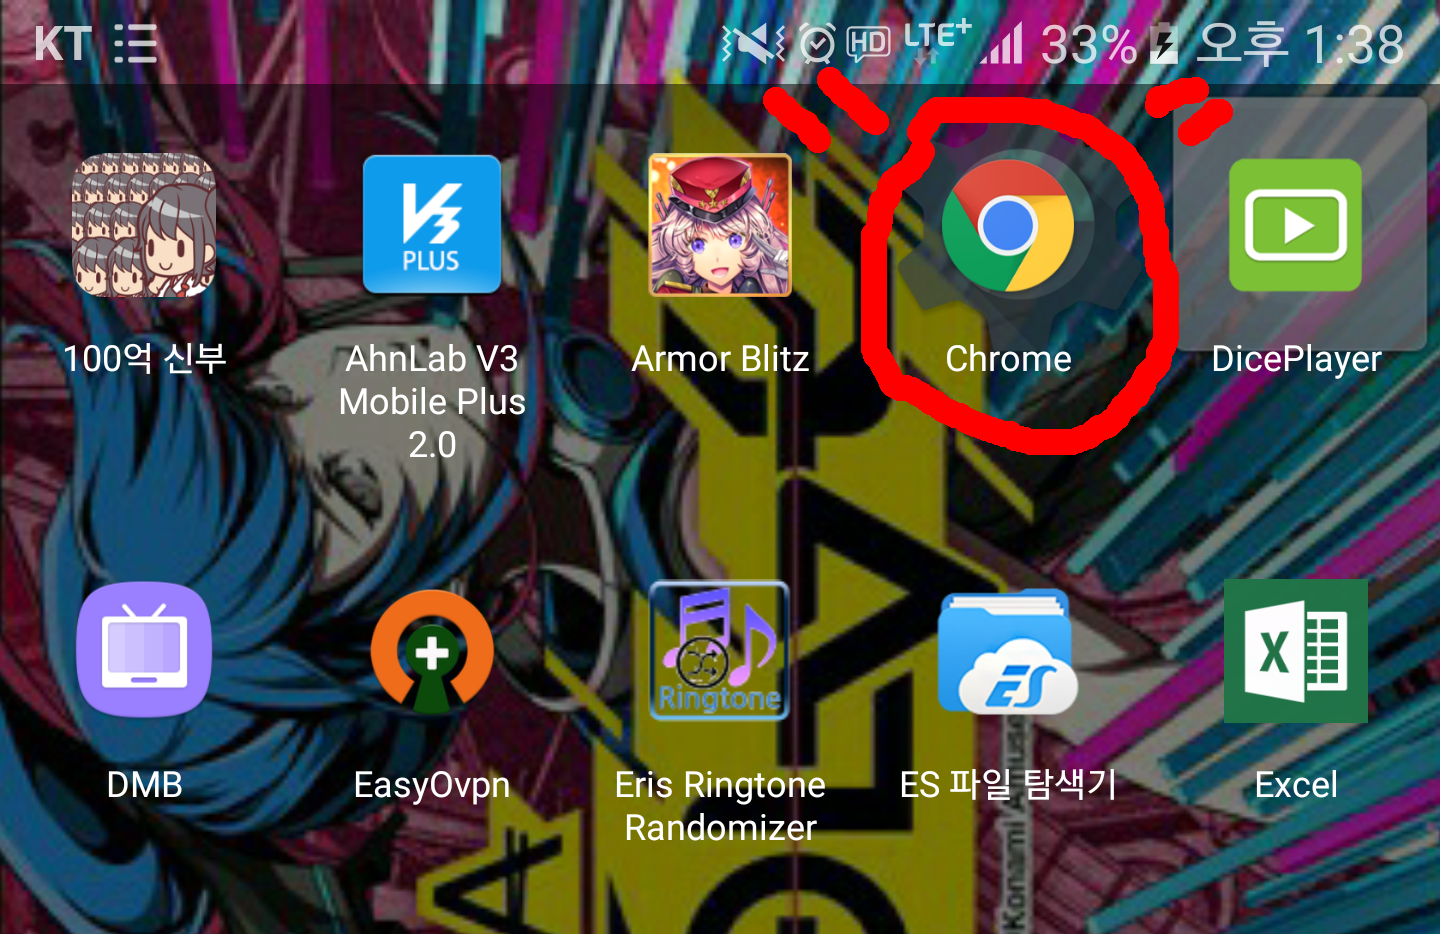 KT
HD LTE+ 33% 오후 1:38
V3
PLUS
100억 신부
AhnLab V3
Mobile Plus
2.0
Armor Blitz
Chrome
DicePlayer
Ringtone
ES
X
DMB
EasyOvpn
Eris Ringtone
Randomizer
ES 파일 탐색기
Excel
A
Konami Amuse